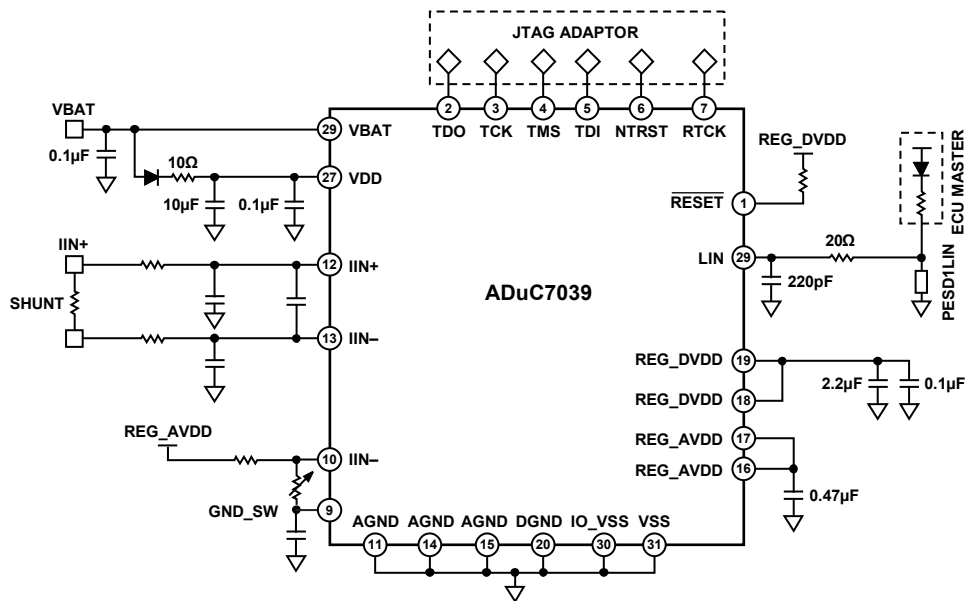 JTAG ADAPTOR
2 3 4 5 6 7
TDO TCK TMS TDI NTRST RTCK
VBAT
29 VBAT
0.1µF
10Ω
27 VDD
10µF 0.1µF
REG_DVDD
RESET 1
ECU MASTER
LIN 29
20Ω
220pF
PESD1LIN
IIN+
12 IIN+
SHUNT
13 IIN–
ADuC7039
REG_DVDD 19
REG_DVDD 18
2.2µF 0.1µF
REG_AVDD 17
REG_AVDD 16
0.47µF
REG_AVDD
10 IIN–
GND_SW 9
AGND AGND AGND DGND IO_VSS VSS
11 14 15 20 30 31